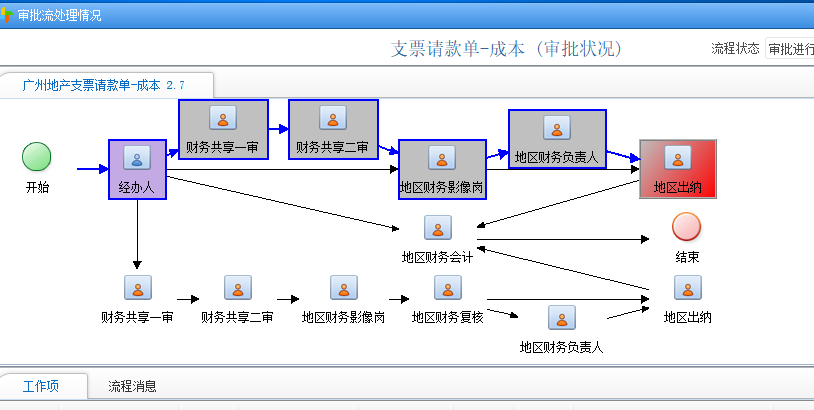 审批流处理情况
支票请款单-成本 (审批状况)
流程状态 审批进行
广州地产支票请款单-成本 2.7
开始
经办人
财务共享一审
财务共享二审
地区财务影像岗
地区财务负责人
地区出纳
地区财务会计
结束
财务共享一审
财务共享二审
地区财务影像岗
地区财务复核
地区财务负责人
地区出纳
工作项
流程消息